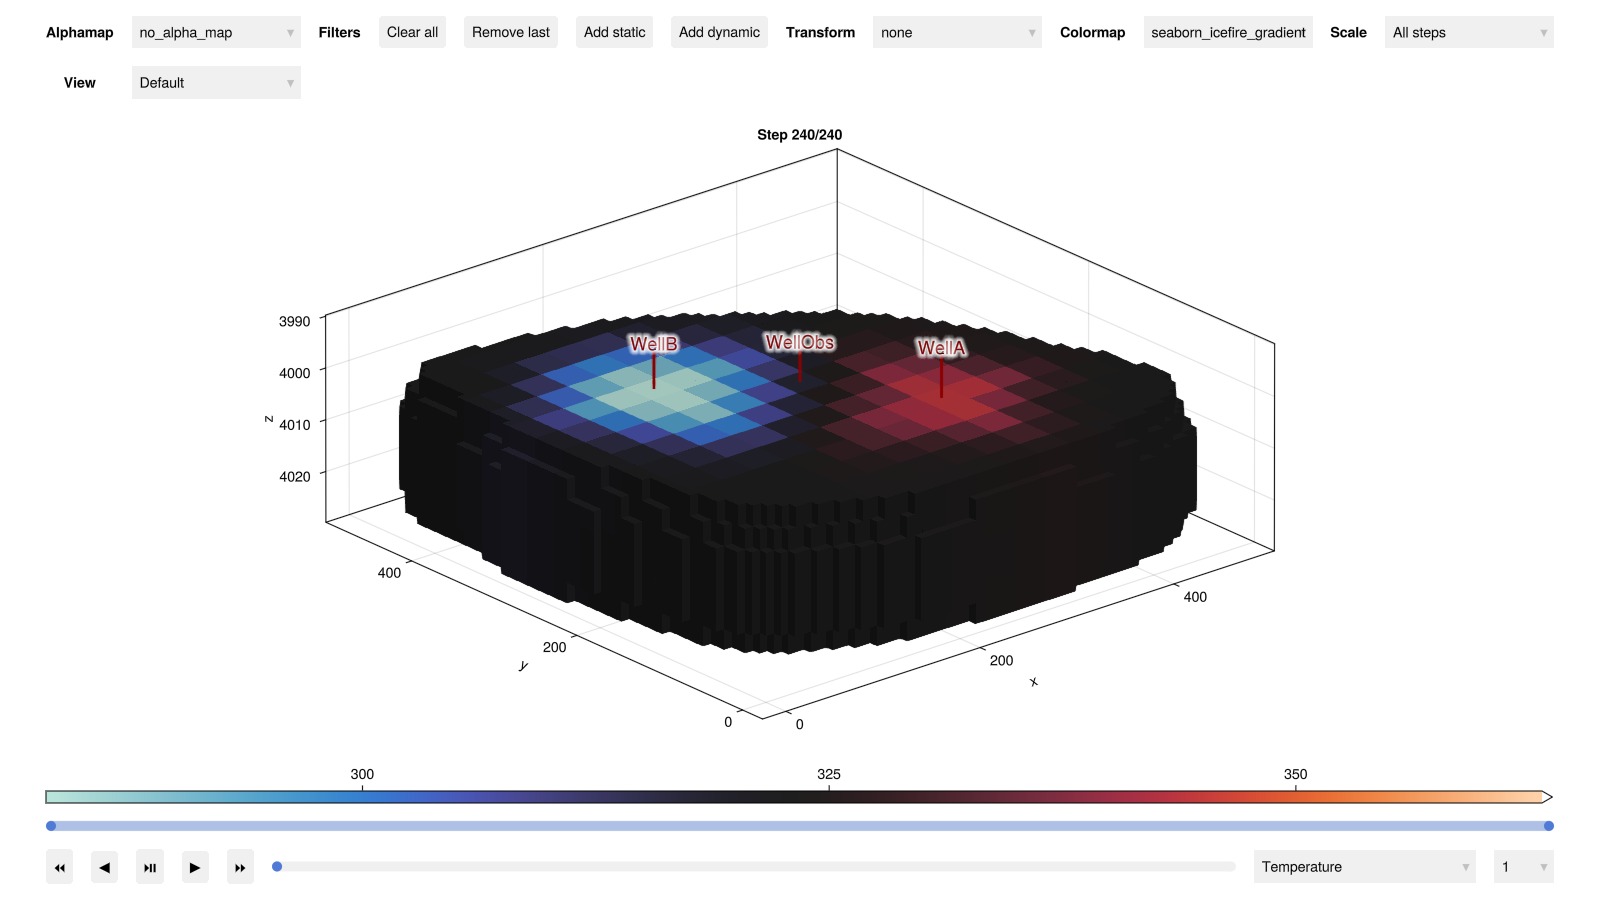 Alphamap no_alpha_map Filters Clear all Remove last Add static Add dynamic Transform none Colormap seaborn_icefire_gradient Scale All steps
View Default
Step 240/240
WellB WellObs WellA
3990
4000
z
4010
4020
400
200
y
0
0
200
x
400
300 325 350
Temperature 1